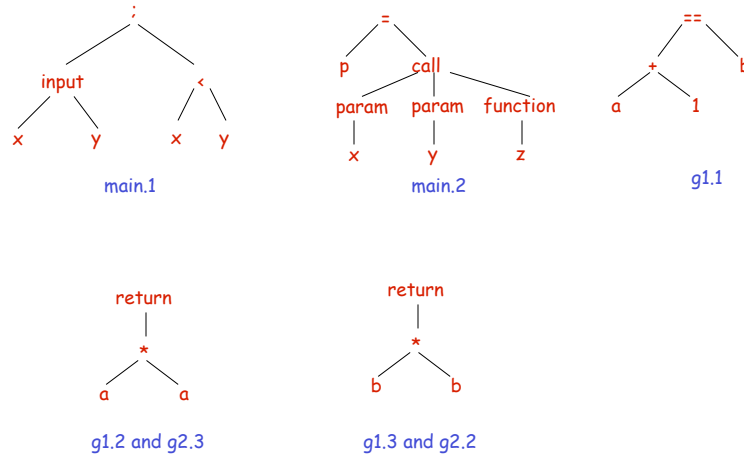 ; = ==
input < p call + b
x y x y param param function a 1
x y z
main.1 main.2 g1.1
return return
* *
a a b b
g1.2 and g2.3 g1.3 and g2.2